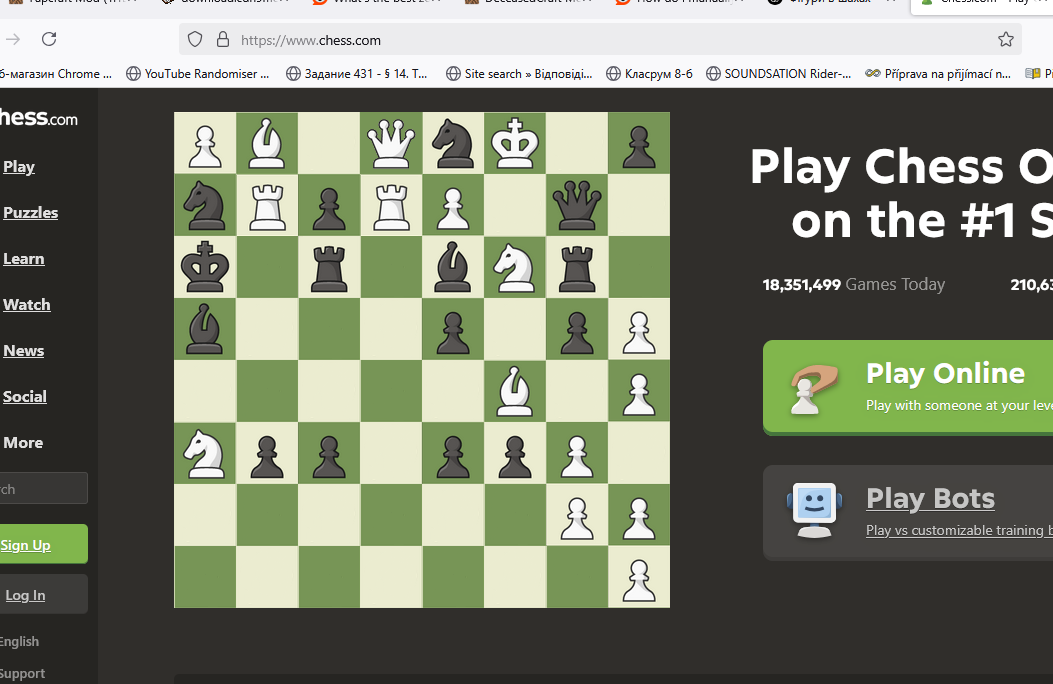 https://www.chess.com
б-магазин Chrome ...
YouTube Randomiser ...
Задание 431 - § 14. Т...
Site search » Відповіді...
Класрум 8-6
SOUNDSATION Rider-...
Příprava na přijímací n...
hess.com
Play
Puzzles
Learn
Watch
News
Social
More
rch
Sign Up
Log In
English
Support
Play Chess O
on the #1 S
18,351,499 Games Today
210,63
Play Online
Play with someone at your leve
Play Bots
Play vs customizable training b